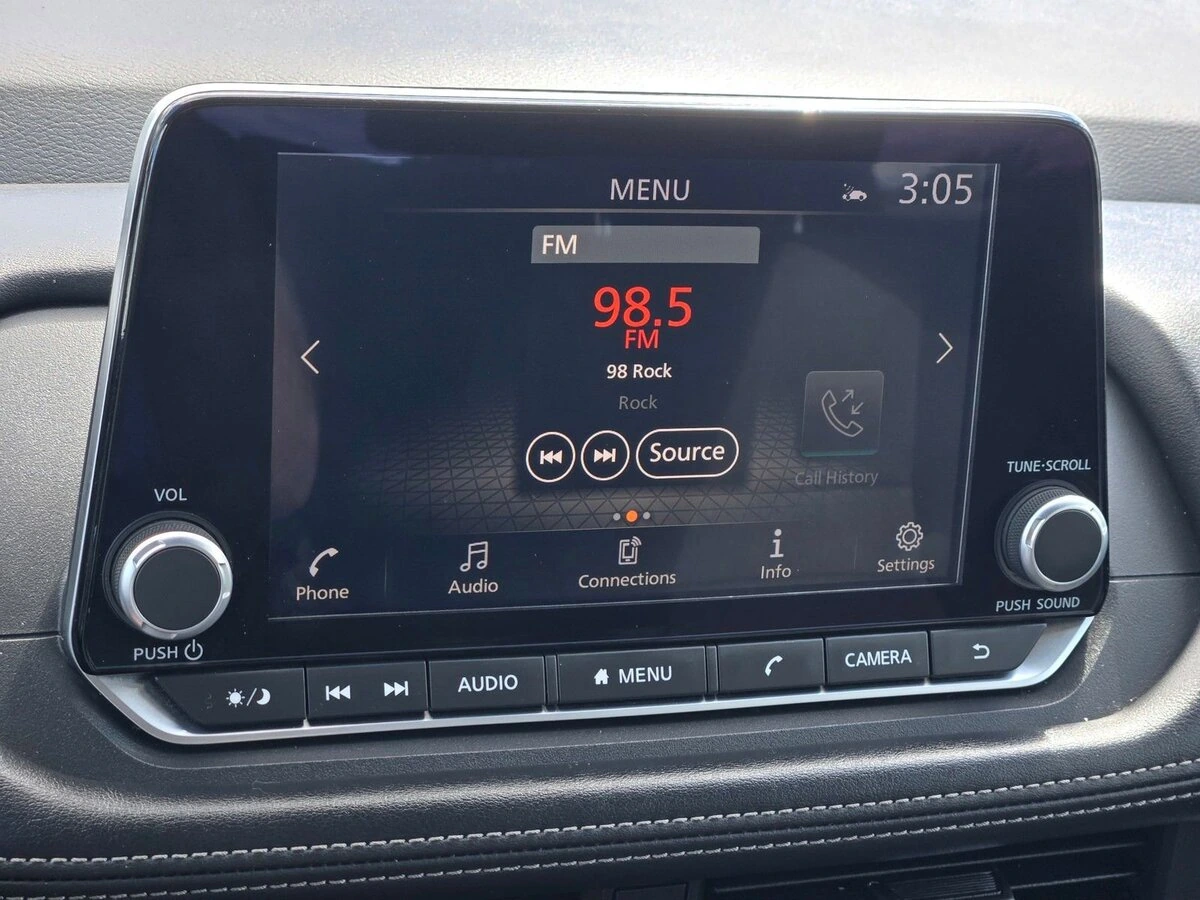 MENU
3:05
FM
98.5
FM
98 Rock
Rock
Source
Call History
VOL
TUNE·SCROLL
Phone
Audio
Connections
Info
Settings
PUSH
PUSH SOUND
AUDIO
MENU
CAMERA